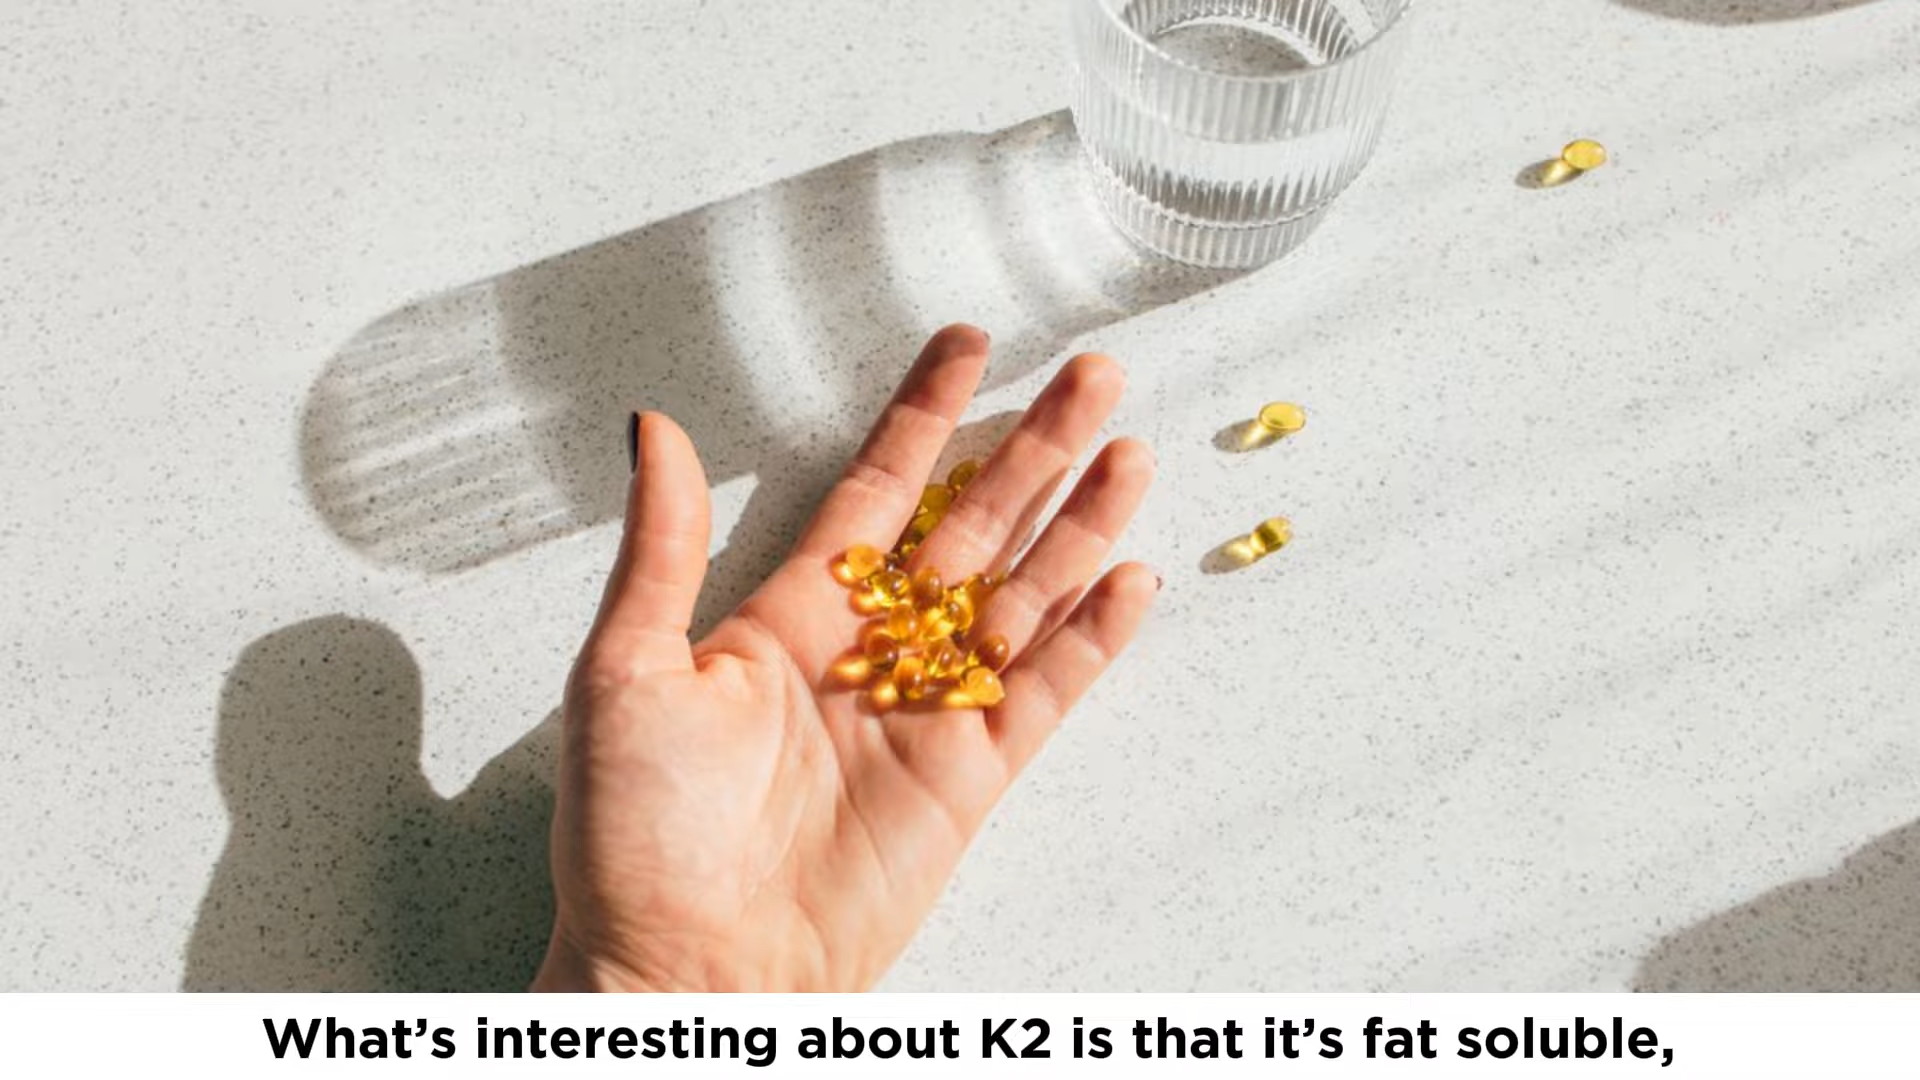 What’s interesting about K2 is that it’s fat soluble,